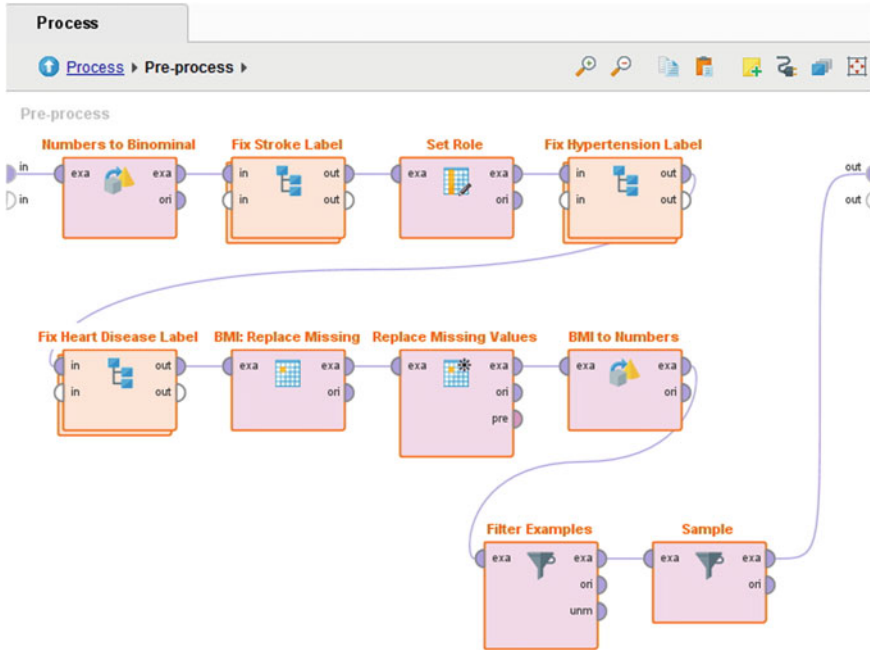 Process
Process ▸ Pre-process ▸
Pre-process
Numbers to Binominal Fix Stroke Label Set Role Fix Hypertension Label
in exa exa in out exa exa in out out
in ori in out ori in out out
Fix Heart Disease Label BMI: Replace Missing Replace Missing Values BMI to Numbers
in out exa exa exa exa exa exa
in out ori ori ori
pre
Filter Examples Sample
exa exa exa exa
ori ori
unm